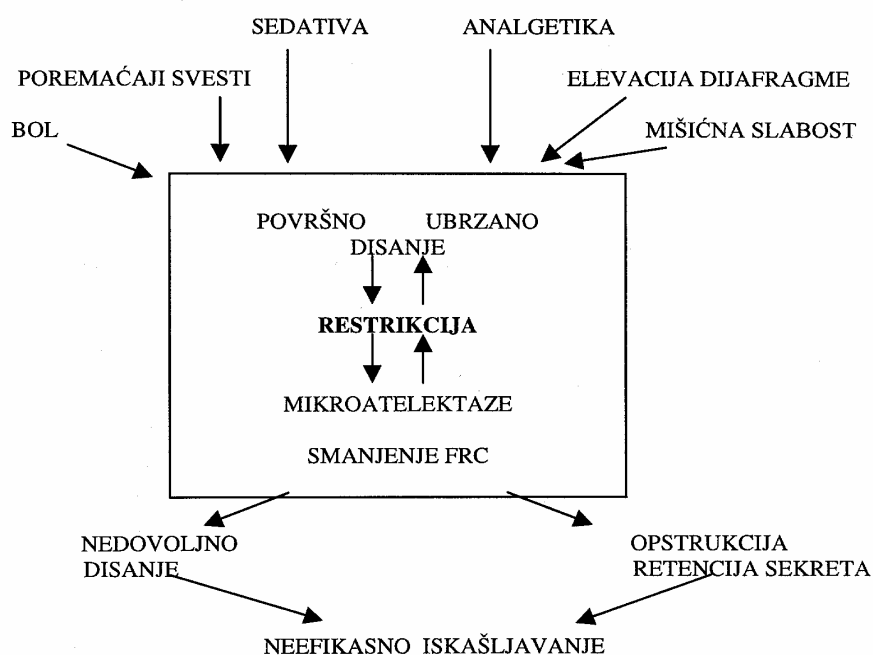 SEDATIVA ANALGETIKA
POREMAĆAJI SVESTI ELEVACIJA DIJAFRAGME
BOL MIŠIĆNA SLABOST
POVRŠNO UBRZANO
DISANJE
RESTRIKCIJA
MIKROATELEKTAZE
SMANJENJE FRC
NEDOVOLJNO OPSTRUKCIJA
DISANJE RETENCIJA SEKRETA
NEEFIKASNO ISKAŠLJAVANJE